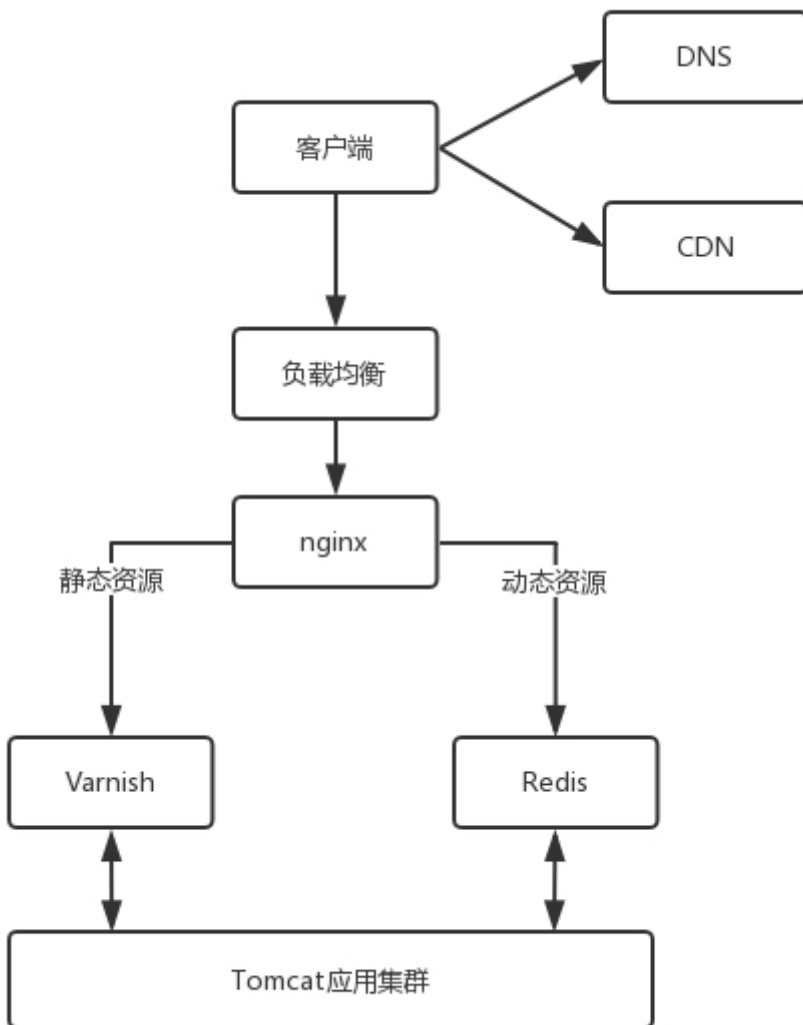 DNS
客户端
CDN
负载均衡
nginx
静态资源
动态资源
Varnish
Redis
Tomcat应用集群